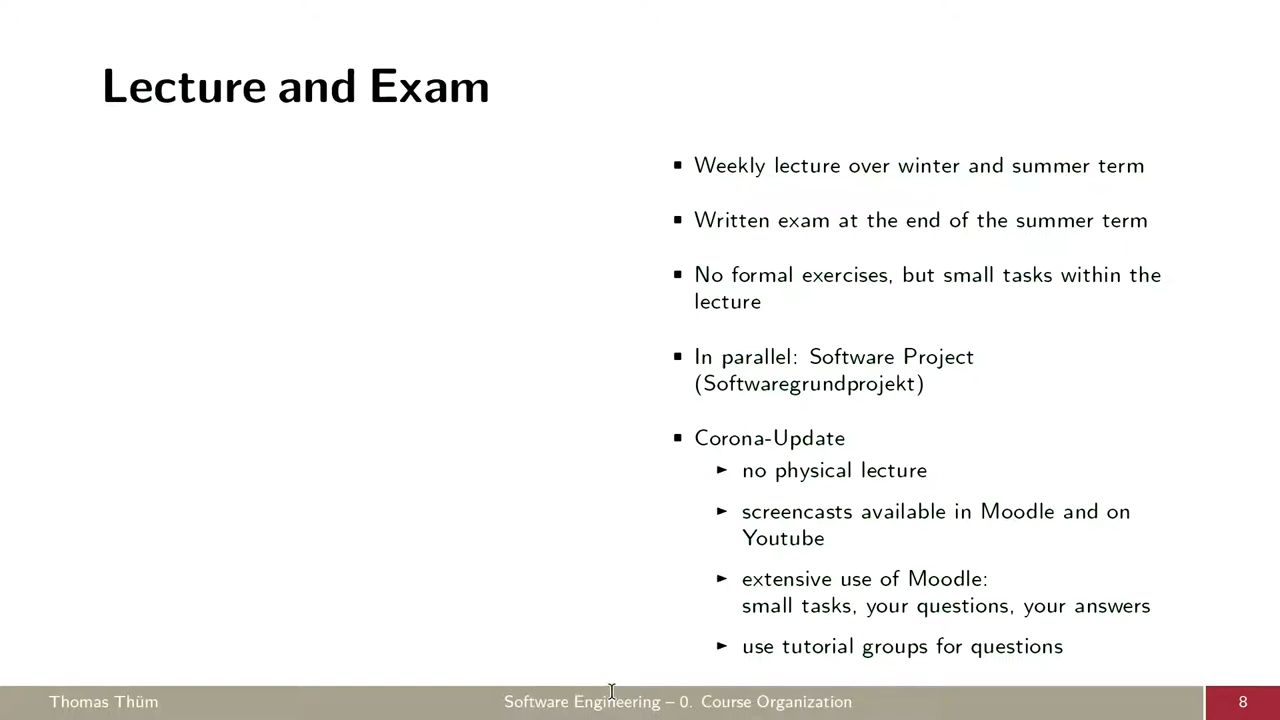 Lecture and Exam
Weekly lecture over winter and summer term
Written exam at the end of the summer term
No formal exercises, but small tasks within the
lecture
In parallel: Software Project
(Softwaregrundprojekt)
Corona-Update
no physical lecture
screencasts available in Moodle and on
Youtube
extensive use of Moodle:
small tasks, your questions, your answers
use tutorial groups for questions
Thomas Thüm
Software Engineering – 0. Course Organization
8